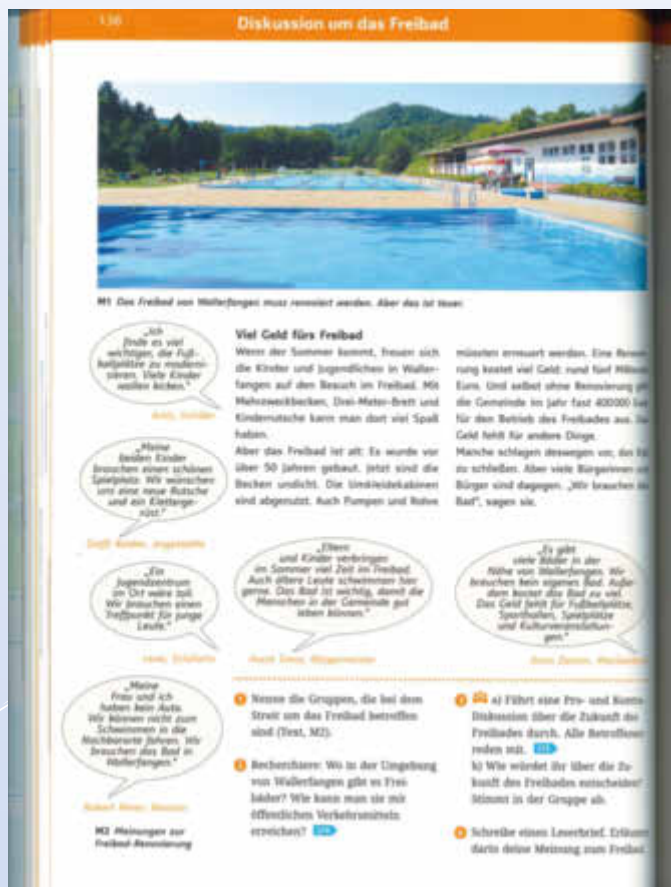 136
Diskussion um das Freibad
M1 Das Freibad von Wallerfangen muss renoviert werden. Aber das ist teuer.
„Ich
finde es viel
wichtiger, die Fuß-
ballplätze zu moderni-
sieren. Viele Kinder
wollen kicken.“
Schüler
„Meine
beiden Kinder
brauchen einen schönen
Spielplatz. Wir wünschen
uns eine neue Rutsche
und ein Kletterge-
rüst.“
Angestellte
„Ein
Jugendzentrum
im Ort wäre toll.
Wir brauchen einen
Treffpunkt für junge
Leute.“
Schülerin
„Meine
Frau und ich
haben kein Auto.
Wir können nicht zum
Schwimmen in die
Nachbarorte fahren. Wir
brauchen das Bad in
Wallerfangen.“
Robert
M2 Meinungen zur
Freibad-Renovierung
Viel Geld fürs Freibad
Wenn der Sommer kommt, freuen sich
die Kinder und Jugendlichen in Waller-
fangen auf den Besuch im Freibad. Mit
Mehrzweckbecken, Drei-Meter-Brett und
Kinderrutsche kann man dort viel Spaß
haben.
Aber das Freibad ist alt: Es wurde vor
über 50 Jahren gebaut. Jetzt sind die
Becken undicht. Die Umkleidekabinen
sind abgenutzt. Auch Pumpen und Rohre
müssten erneuert werden. Eine
rung kostet viel Geld: rund fünf
Euro. Und selbst ohne Renovierung
die Gemeinde im Jahr fast 400000
für den Betrieb des Freibades aus.
Geld fehlt für andere Dinge.
Manche schlagen deswegen vor, das
zu schließen. Aber viele Bürgerinnen
Bürger sind dagegen. „Wir brauchen
Bad“, sagen sie.
„Eltern
und Kinder verbringen
im Sommer viel Zeit im Freibad.
Auch ältere Leute schwimmen hier
gerne. Das Bad ist wichtig, damit die
Menschen in der Gemeinde gut
leben können.“
Bürgermeister
„Es gibt
viele Bäder in der
Nähe von Wallerfangen. Wir
brauchen kein eigenes Bad. Außer-
dem kostet das Bad zu viel.
Das Geld fehlt für Fußballplätze,
Sporthallen, Spielplätze
und Kulturveranstaltun-
gen.“
1 Nenne die Gruppen, die bei dem
Streit um das Freibad betroffen
sind (Text, M2).
2 Recherchiere: Wo in der Umgebung
von Wallerfangen gibt es Frei-
bäder? Wie kann man sie mit
öffentlichen Verkehrsmitteln
erreichen?
3 a) Führt eine Pro- und Kontra-
Diskussion über die Zukunft des
Freibades durch. Alle Betroffenen
reden mit.
b) Wie würdet ihr über die Zu-
kunft des Freibades entscheiden?
Stimmt in der Gruppe ab.
4 Schreibe einen Leserbrief. Erläutere
darin deine Meinung zum Freibad.